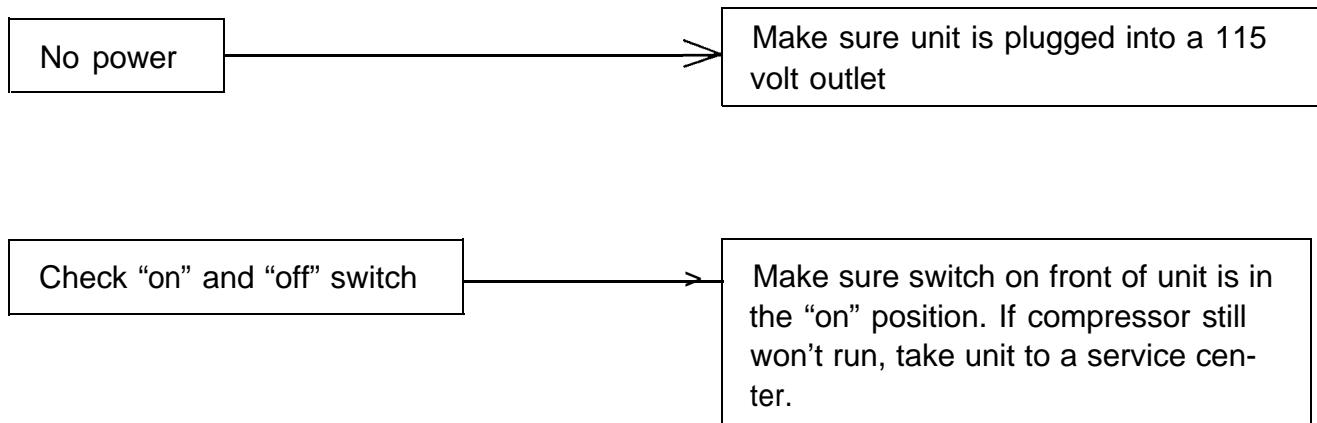 No power
Make sure unit is plugged into a 115
volt outlet
Check “on” and “off” switch
Make sure switch on front of unit is in
the “on” position. If compressor still
won’t run, take unit to a service cen-
ter.